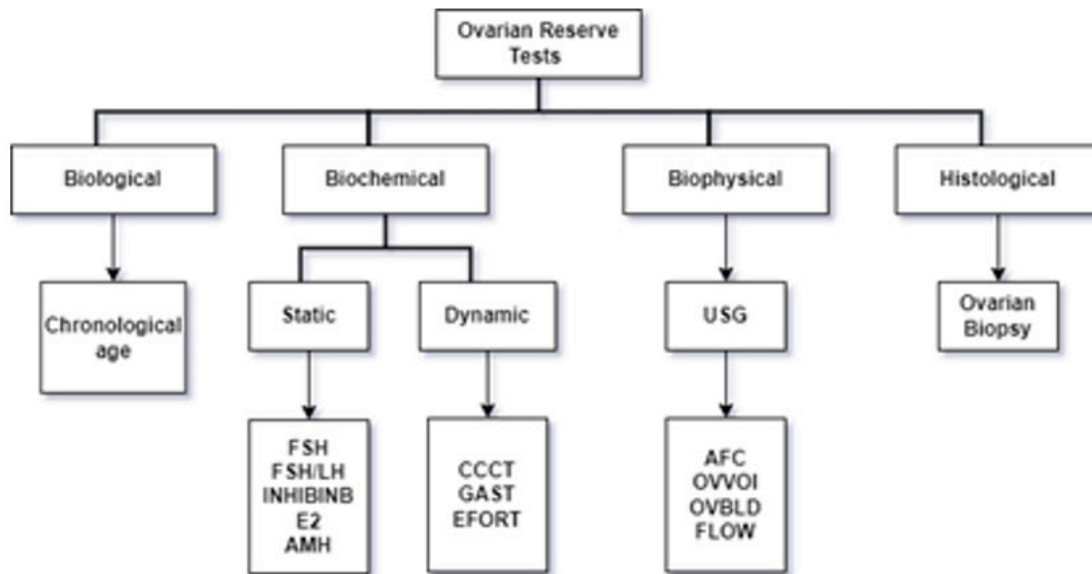 Ovarian Reserve
Tests
Biological
Biochemical
Biophysical
Histological
Chronological
age
Static
Dynamic
USG
Ovarian
Biopsy
FSH
FSH/LH
INHIBINB
E2
AMH
CCCT
GAST
EFORT
AFC
OVVOI
OVBLD
FLOW